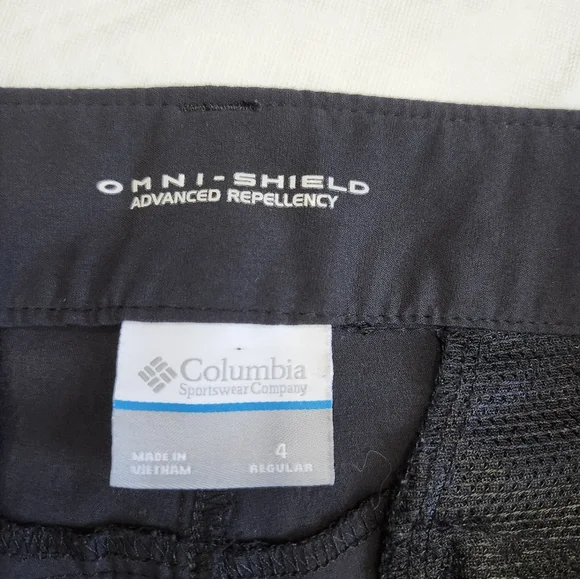 OMNI-SHIELD
ADVANCED REPELLENCY
Columbia
Sportswear Company
MADE IN
VIETNAM
4
REGULAR